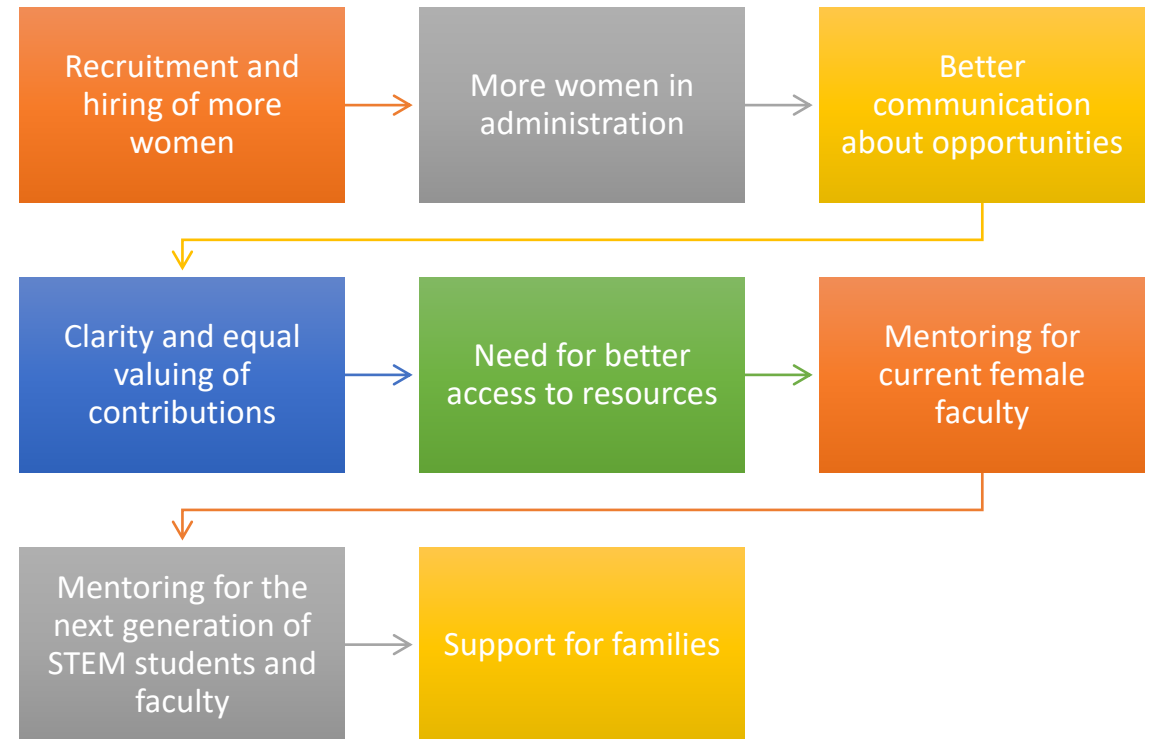 Recruitment and
hiring of more
women
More women in
administration
Better
communication
about opportunities
Clarity and equal
valuing of
contributions
Need for better
access to resources
Mentoring for
current female
faculty
Mentoring for the
next generation of
STEM students and
faculty
Support for families